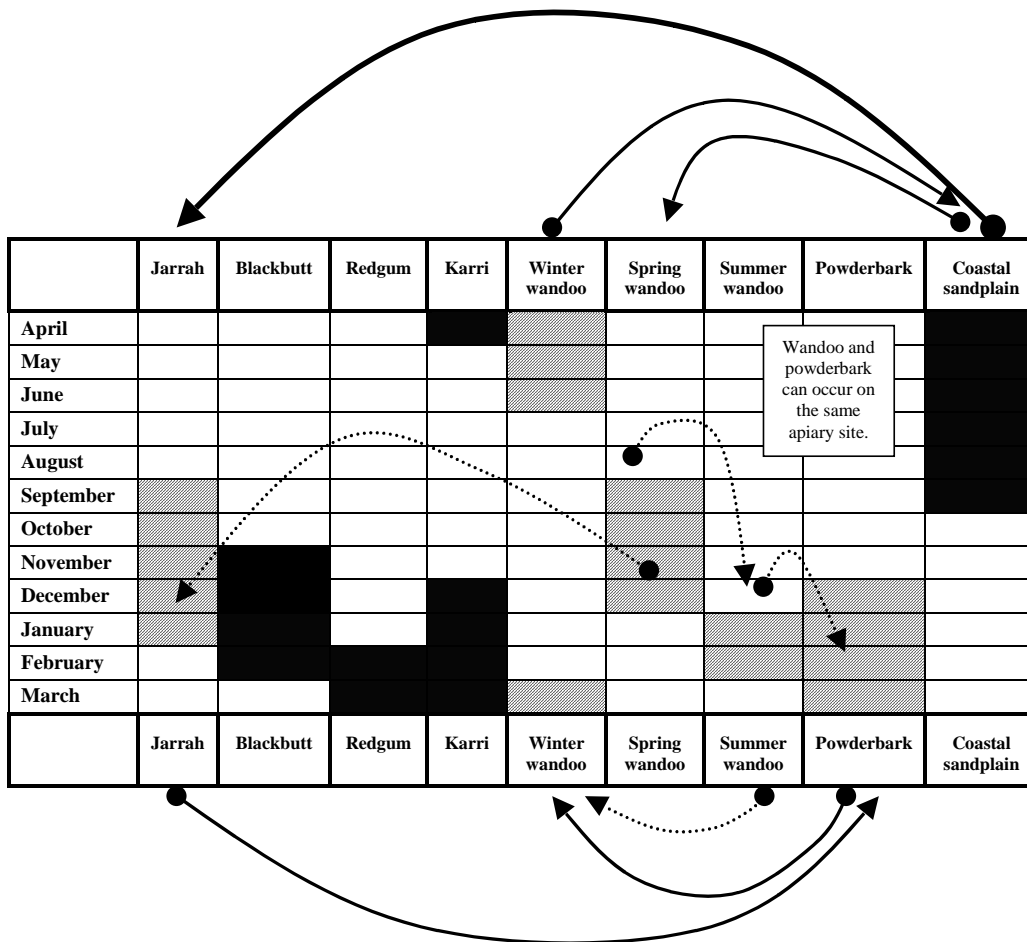 Jarrah Blackbutt Redgum Karri Winter wandoo Spring wandoo Summer wandoo Powderbark Coastal sandplain
April
Wandoo and
powderbark
can occur on
the same
apiary site.
May
June
July
August
September
October
November
December
January
February
March
Jarrah Blackbutt Redgum Karri Winter wandoo Spring wandoo Summer wandoo Powderbark Coastal sandplain